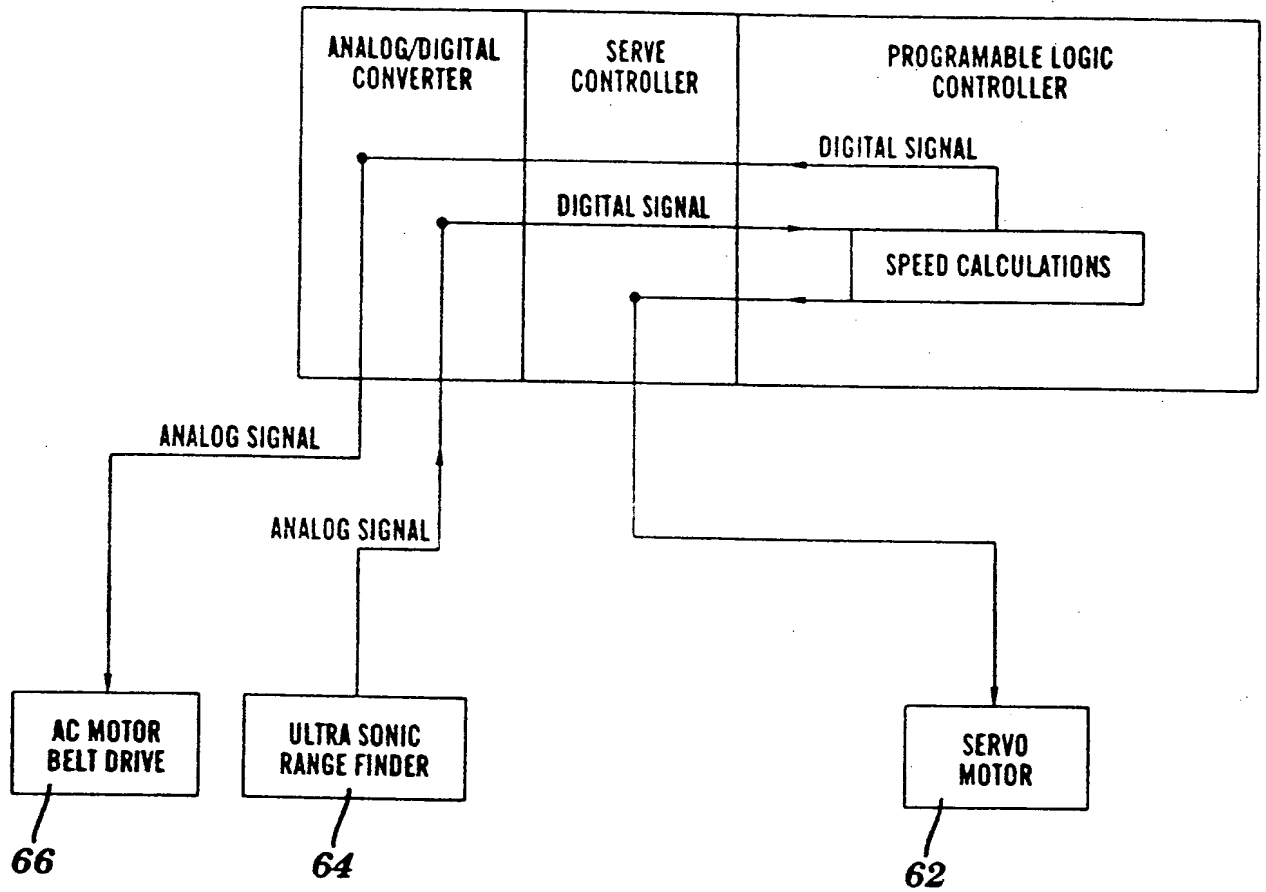 ANALOG/DIGITAL
CONVERTER
SERVE
CONTROLLER
PROGRAMABLE LOGIC
CONTROLLER
DIGITAL SIGNAL
DIGITAL SIGNAL
SPEED CALCULATIONS
ANALOG SIGNAL
ANALOG SIGNAL
AC MOTOR
BELT DRIVE
ULTRA SONIC
RANGE FINDER
SERVO
MOTOR
66
64
62